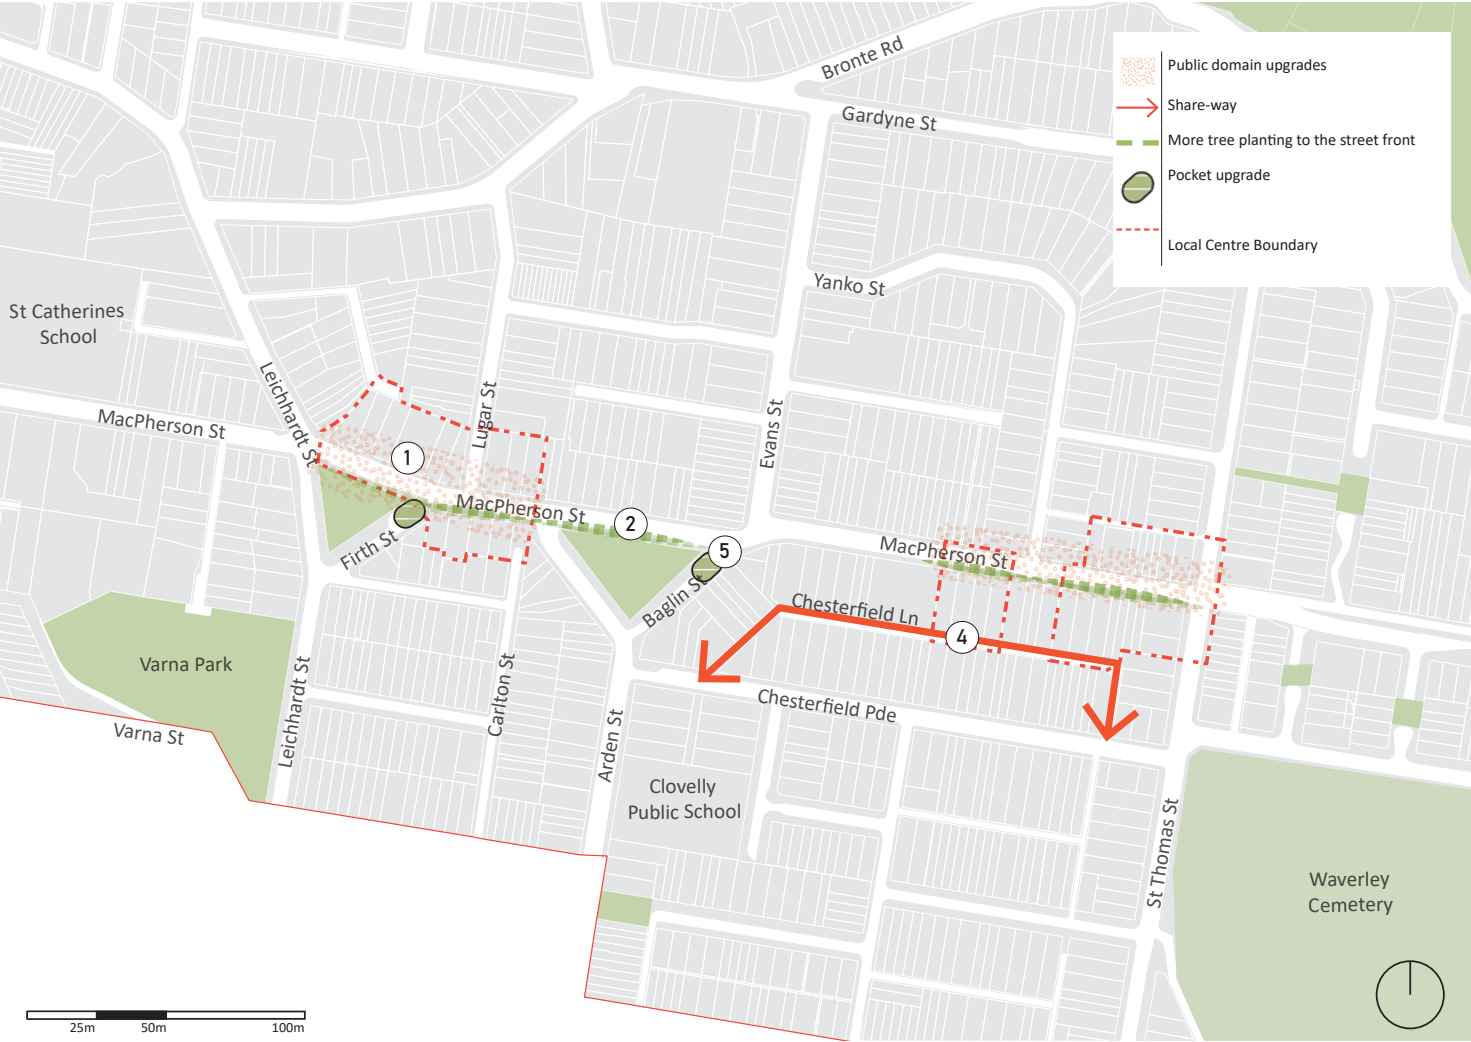 Bronte Rd
Public domain upgrades
Share-way
More tree planting to the street front
Pocket upgrade
Local Centre Boundary
Gardyne St
Yanko St
St Catherines
School
Leichhardt St
Lugar St
Evans St
MacPherson St
1
MacPherson St
2
5
MacPherson St
Firth St
Baglin St
Chesterfield Ln
4
Varna Park
Leichhardt St
Carlton St
Arden St
Chesterfield Pde
Varna St
Clovelly
Public School
St Thomas St
Waverley
Cemetery
25m
50m
100m